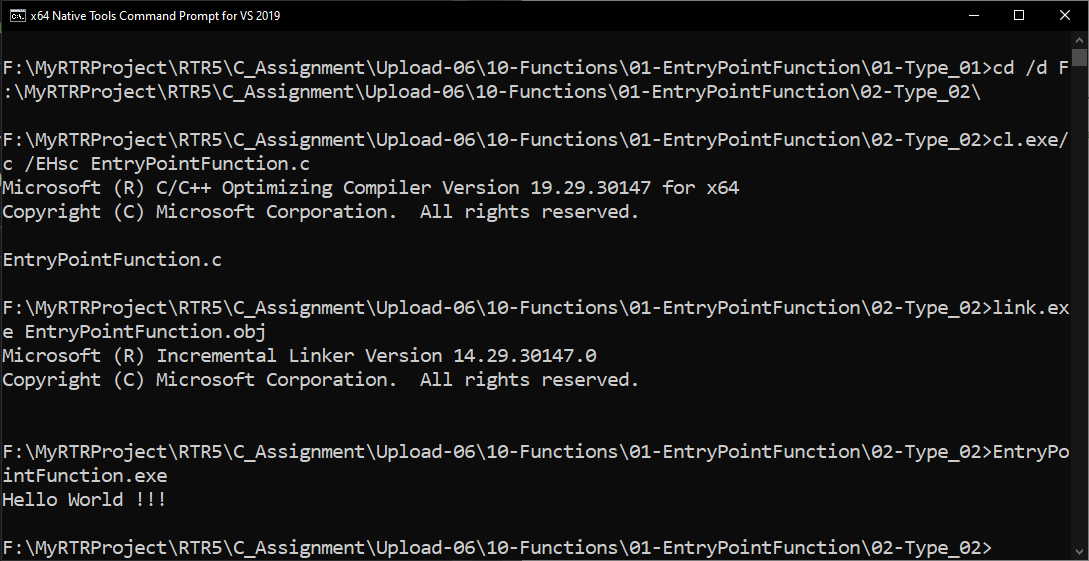 x64 Native Tools Command Prompt for VS 2019
F:\MyRTRProject\RTR5\C_Assignment\Upload-06\10-Functions\01-EntryPointFunction\01-Type_01>cd /d F
:\MyRTRProject\RTR5\C_Assignment\Upload-06\10-Functions\01-EntryPointFunction\02-Type_02\
F:\MyRTRProject\RTR5\C_Assignment\Upload-06\10-Functions\01-EntryPointFunction\02-Type_02>cl.exe/
c /EHsc EntryPointFunction.c
Microsoft (R) C/C++ Optimizing Compiler Version 19.29.30147 for x64
Copyright (C) Microsoft Corporation.  All rights reserved.
EntryPointFunction.c
F:\MyRTRProject\RTR5\C_Assignment\Upload-06\10-Functions\01-EntryPointFunction\02-Type_02>link.ex
e EntryPointFunction.obj
Microsoft (R) Incremental Linker Version 14.29.30147.0
Copyright (C) Microsoft Corporation.  All rights reserved.
F:\MyRTRProject\RTR5\C_Assignment\Upload-06\10-Functions\01-EntryPointFunction\02-Type_02>EntryPo
intFunction.exe
Hello World !!!
F:\MyRTRProject\RTR5\C_Assignment\Upload-06\10-Functions\01-EntryPointFunction\02-Type_02>